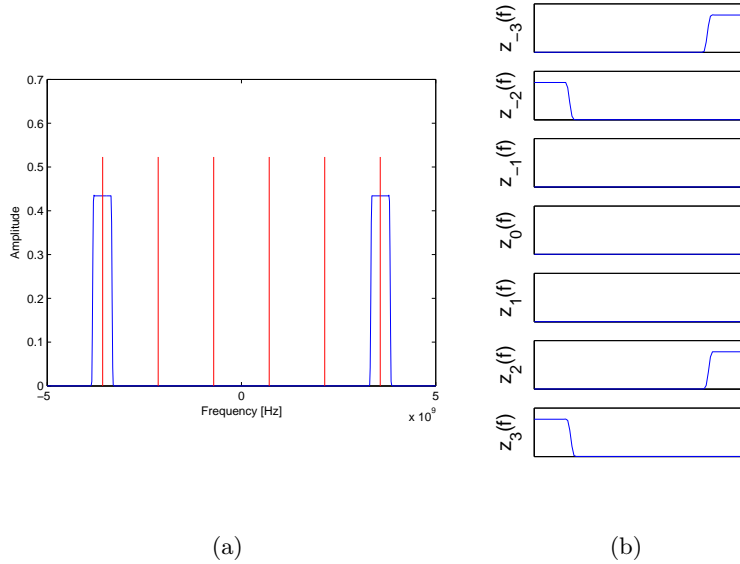 0.7
0.6
0.5
0.4
0.3
0.2
0.1
0
Amplitude
-5
0
5
x 10^9
Frequency [Hz]
(a)
z_{-3}(f)
z_{-2}(f)
z_{-1}(f)
z_0(f)
z_1(f)
z_2(f)
z_3(f)
(b)